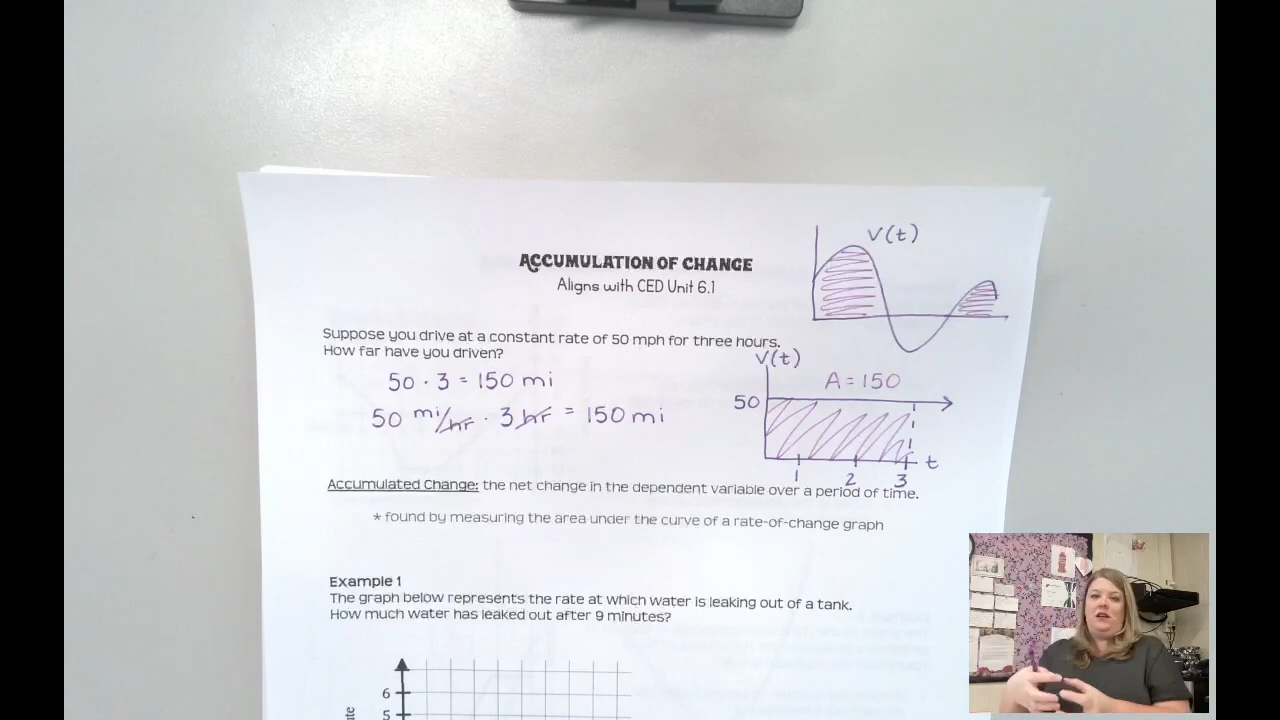 V(t)
ACCUMULATION OF CHANGE
Aligns with CED Unit 6.1
Suppose you drive at a constant rate of 50 mph for three hours.
How far have you driven?
50 · 3 = 150 mi
50 mi/hr · 3 hr = 150 mi
V(t)
A = 150
50
t
1 2 3
Accumulated Change: the net change in the dependent variable over a period of time.
* found by measuring the area under the curve of a rate-of-change graph
Example 1
The graph below represents the rate at which water is leaking out of a tank.
How much water has leaked out after 9 minutes?
6
5